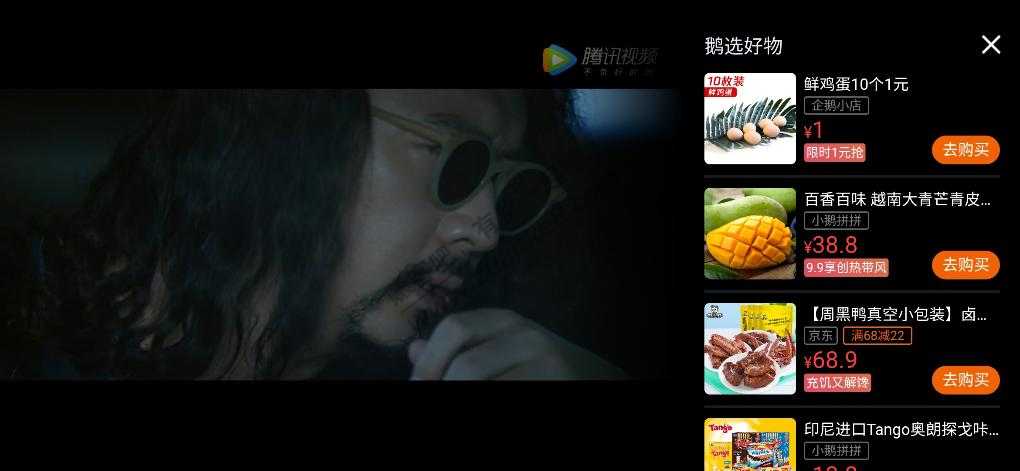 鹅选好物
腾讯视频
不负好时光
10枚装
鲜鸡蛋
鲜鸡蛋10个1元
企鹅小店
¥1
限时1元抢
去购买
百香百味 越南大青芒青皮...
小鹅拼拼
¥38.8
9.9享创热带风
去购买
【周黑鸭真空小包装】卤...
京东 满68减22
¥68.9
充饥又解馋
去购买
Tango
印尼进口Tango奥朗探戈咔...
小鹅拼拼